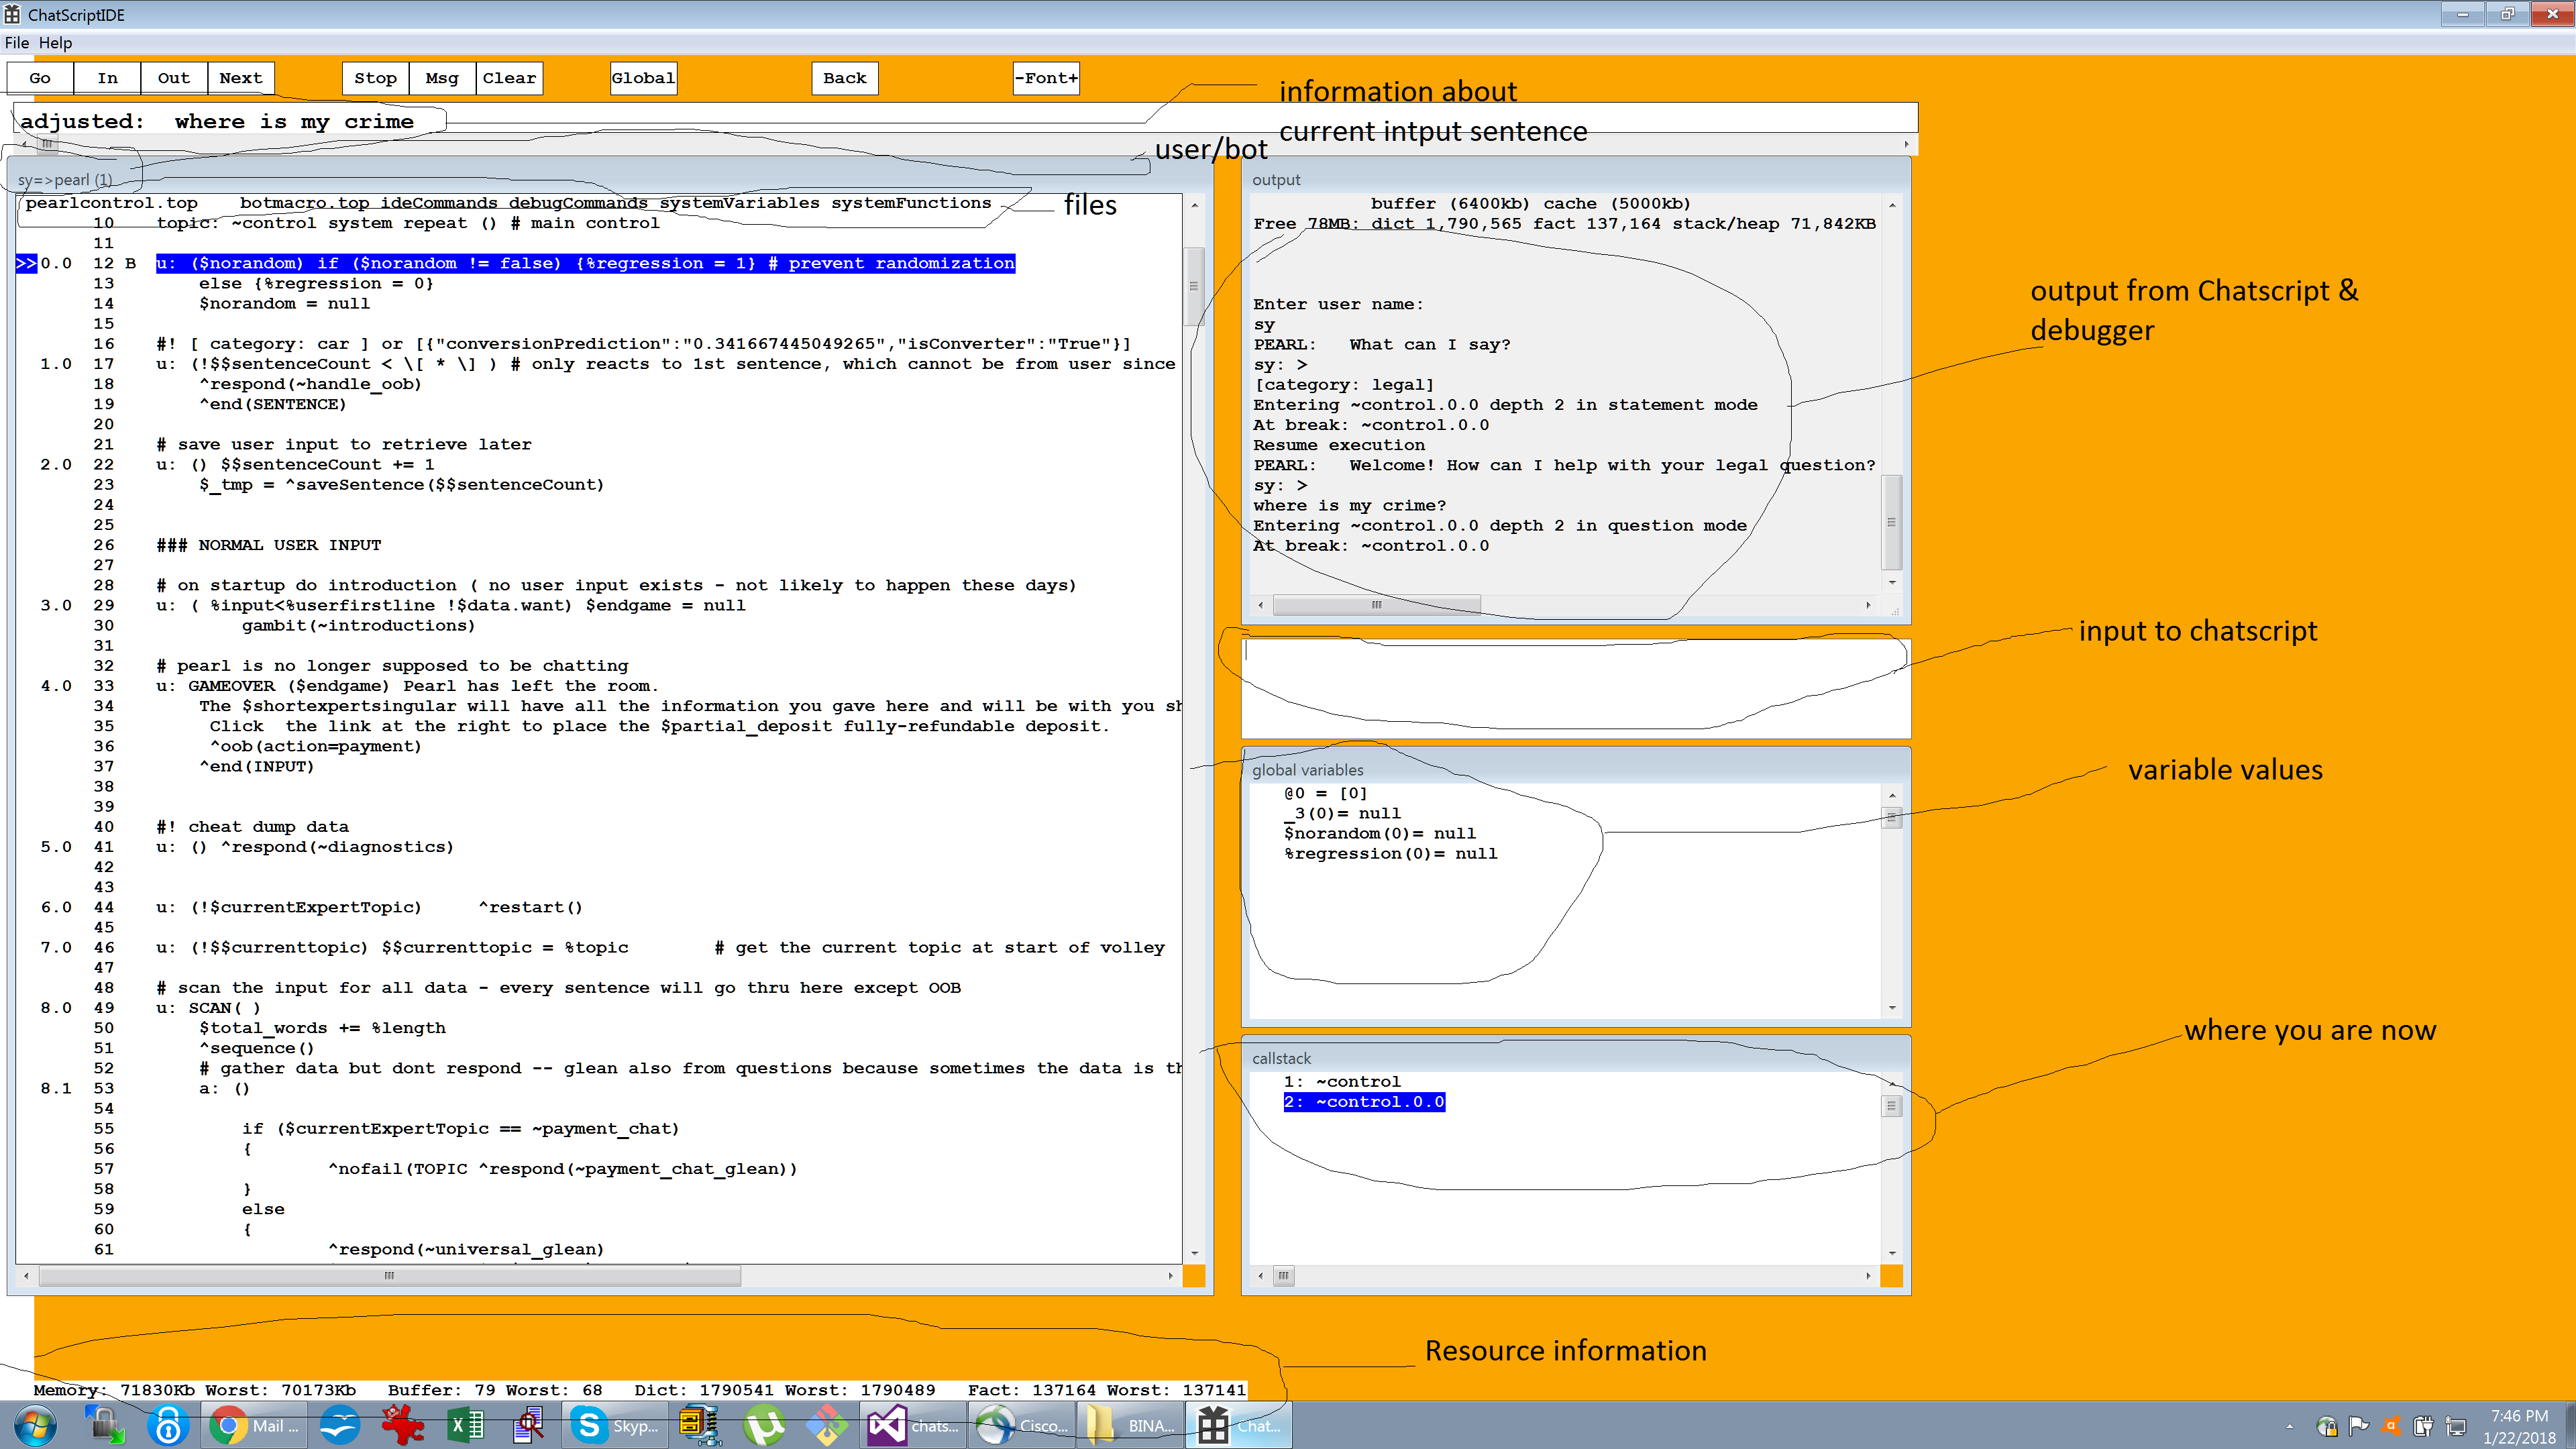 ChatScriptIDE
File Help
Go In Out Next Stop Msg Clear Global Back -Font+
information about
adjusted:  where is my crime
current intput sentence
user/bot
sy=>pearl (1)
pearlcontrol.top    botmacro.top ideCommands debugCommands systemVariables systemFunctions
files
10    topic: ~control system repeat () # main control
11
>>0.0  12 B  u: ($norandom) if ($norandom != false) {%regression = 1} # prevent randomization
13        else {%regression = 0}
14        $norandom = null
15
16    #! [ category: car ] or [{"conversionPrediction":"0.341667445049265","isConverter":"True"}]
1.0  17    u: (!$$sentenceCount < \[ * \] ) # only reacts to 1st sentence, which cannot be from user since
18        ^respond(~handle_oob)
19        ^end(SENTENCE)
20
21    # save user input to retrieve later
2.0  22    u: () $$sentenceCount += 1
23        $_tmp = ^saveSentence($$sentenceCount)
24
25
26    ### NORMAL USER INPUT
27
28    # on startup do introduction ( no user input exists - not likely to happen these days)
3.0  29    u: ( %input<%userfirstline !$data.want) $endgame = null
30            gambit(~introductions)
31
32    # pearl is no longer supposed to be chatting
4.0  33    u: GAMEOVER ($endgame) Pearl has left the room.
34        The $shortexpertsingular will have all the information you gave here and will be with you sh
35         Click  the link at the right to place the $partial_deposit fully-refundable deposit.
36         ^oob(action=payment)
37        ^end(INPUT)
38
39
40    #! cheat dump data
5.0  41    u: () ^respond(~diagnostics)
42
43
6.0  44    u: (!$currentExpertTopic)      ^restart()
45
7.0  46    u: (!$$currenttopic) $$currenttopic = %topic        # get the current topic at start of volley
47
48    # scan the input for all data - every sentence will go thru here except OOB
8.0  49    u: SCAN( )
50        $total_words += %length
51        ^sequence()
52        # gather data but dont respond -- glean also from questions because sometimes the data is th
8.1  53        a: ()
54
55            if ($currentExpertTopic == ~payment_chat)
56            {
57                    ^nofail(TOPIC ^respond(~payment_chat_glean))
58            }
59            else
60            {
61                    ^respond(~universal_glean)
output
buffer (6400kb) cache (5000kb)
Free 78MB: dict 1,790,565 fact 137,164 stack/heap 71,842KB
Enter user name:
sy
PEARL:   What can I say?
sy: >
[category: legal]
Entering ~control.0.0 depth 2 in statement mode
At break: ~control.0.0
Resume execution
PEARL:   Welcome! How can I help with your legal question?
sy: >
where is my crime?
Entering ~control.0.0 depth 2 in question mode
At break: ~control.0.0
output from Chatscript &
debugger
input to chatscript
global variables
@0 = [0]
_3(0)= null
$norandom(0)= null
%regression(0)= null
variable values
callstack
1: ~control
2: ~control.0.0
where you are now
Resource information
Memory: 71830Kb Worst: 70173Kb   Buffer: 79 Worst: 68   Dict: 1790541 Worst: 1790489   Fact: 137164 Worst: 137141
Mail ... Skyp... chats... Cisco... BINA... Chat...
7:46 PM
1/22/2018